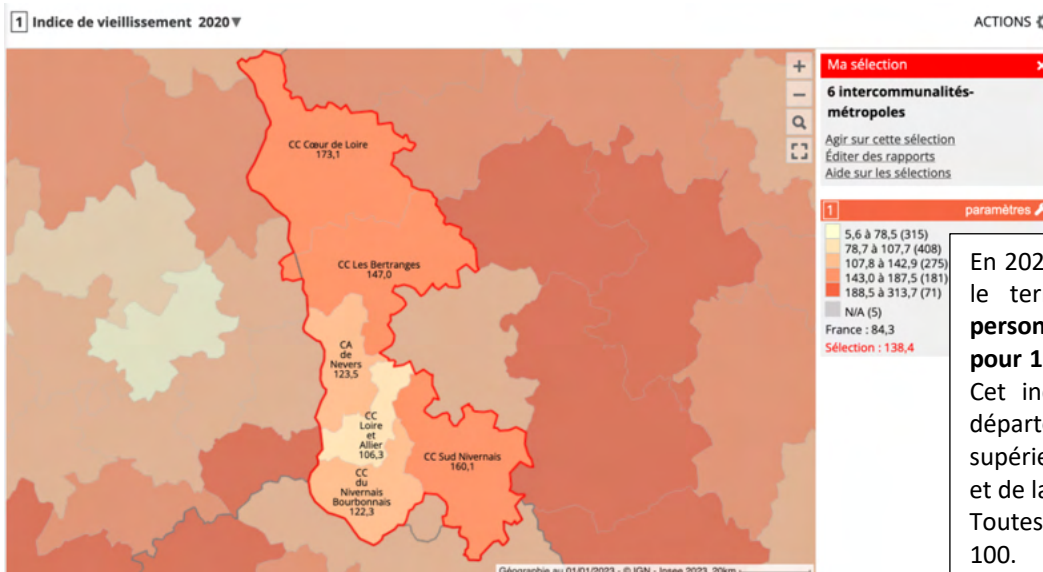 1 Indice de vieillissement 2020▼
ACTIONS
CC Cœur de Loire
173,1
CC Les Bertranges
147,0
CA
de
Nevers
123,5
CC
Loire
et
Allier
106,3
CC
du
Nivernais
Bourbonnais
122,3
CC Sud Nivernais
160,1
Géographie au 01/01/2023 - © IGN - Insee 2023 20km
+
−
Ma sélection
6 intercommunalités-
métropoles
Agir sur cette sélection
Éditer des rapports
Aide sur les sélections
1 paramètres
5,6 à 78,5 (315)
78,7 à 107,7 (408)
107,8 à 142,9 (275)
143,0 à 187,5 (181)
188,5 à 313,7 (71)
N/A (5)
France : 84,3
Sélection : 138,4
En 202
le ter
person
pour 1
Cet in
départ
supérie
et de la
Toutes
100.